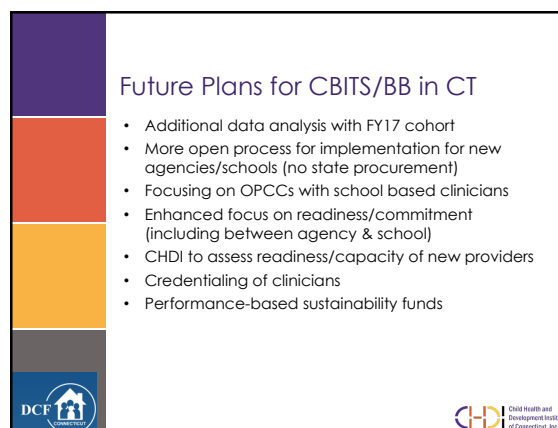 Future Plans for CBITS/BB in CT
• Additional data analysis with FY17 cohort
• More open process for implementation for new
agencies/schools (no state procurement)
• Focusing on OPCCs with school based clinicians
• Enhanced focus on readiness/commitment
(including between agency & school)
• CHDI to assess readiness/capacity of new providers
• Credentialing of clinicians
• Performance-based sustainability funds
DCF
CONNECTICUT
CHDI
Child Health and
Development Instit
of Connecticut, Inc